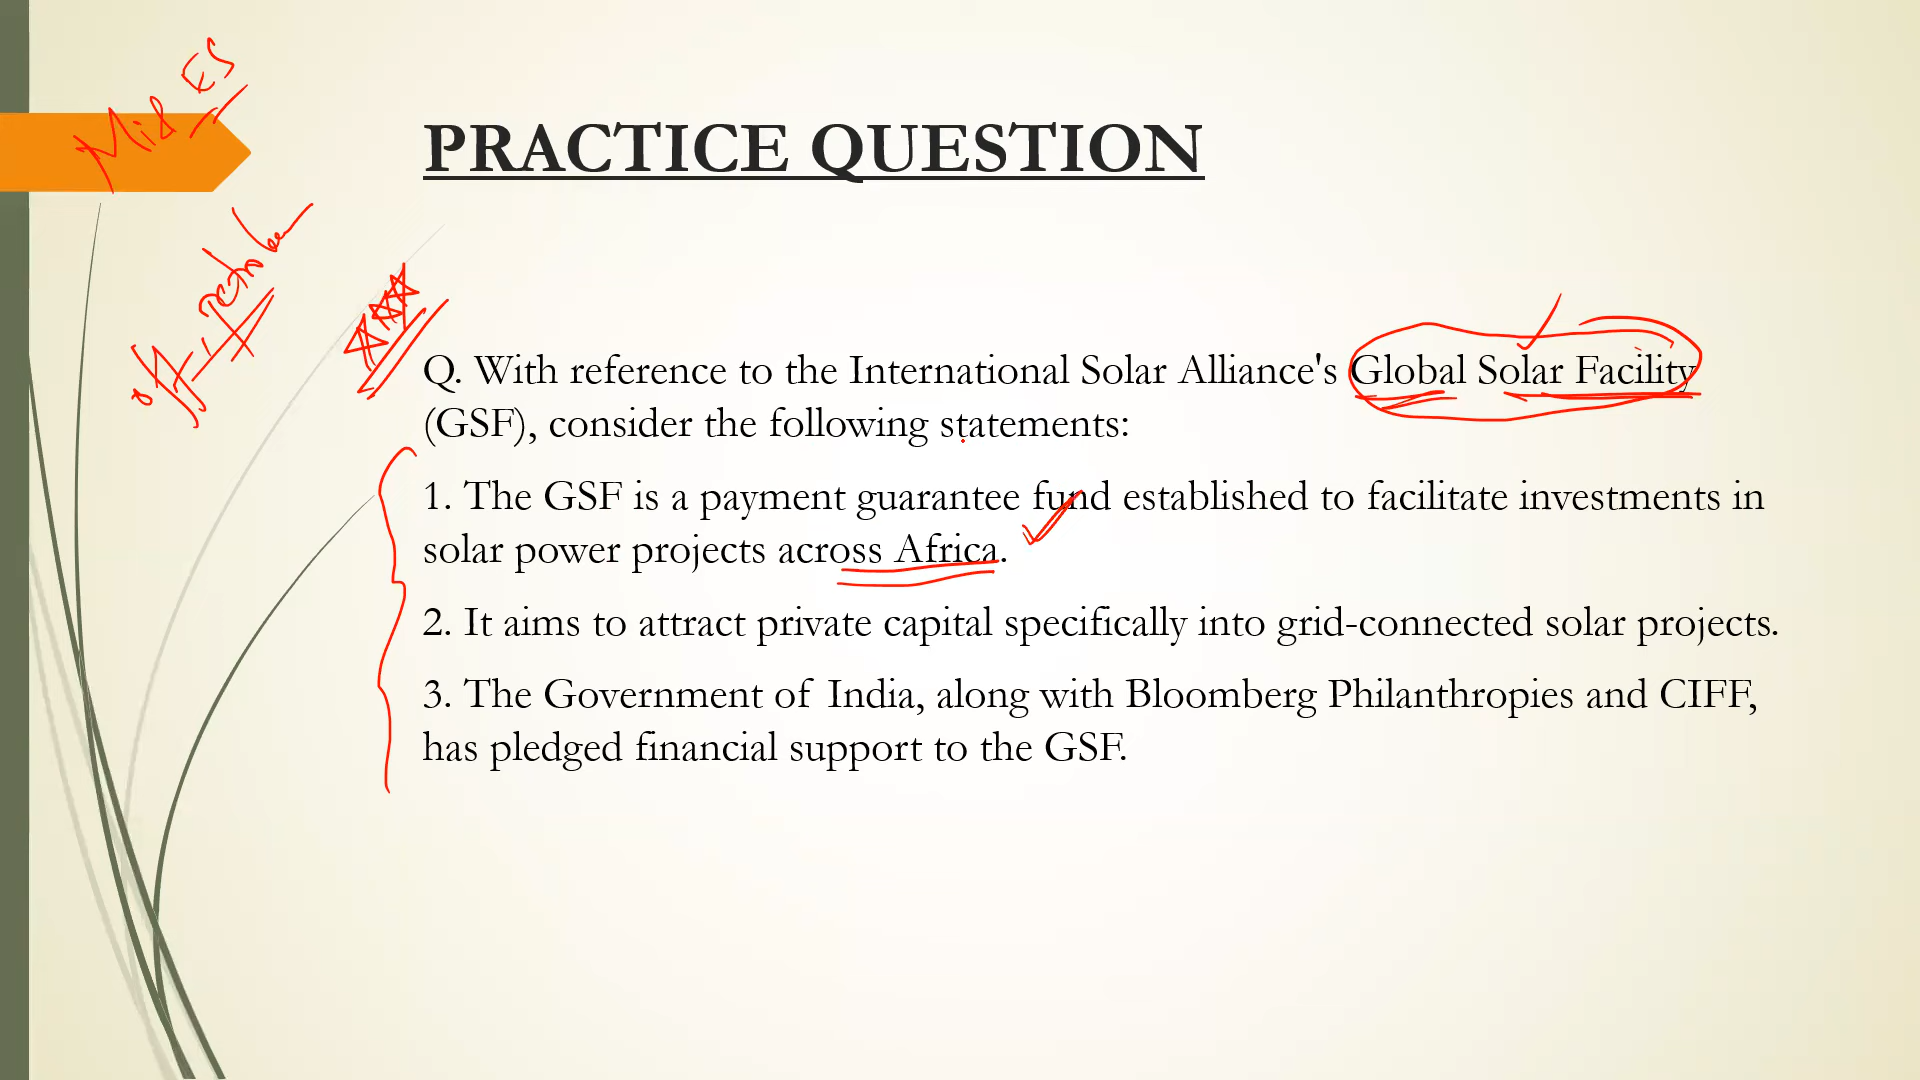 PRACTICE QUESTION
Q. With reference to the International Solar Alliance's Global Solar Facility
(GSF), consider the following statements:
1. The GSF is a payment guarantee fund established to facilitate investments in
solar power projects across Africa.
2. It aims to attract private capital specifically into grid-connected solar projects.
3. The Government of India, along with Bloomberg Philanthropies and CIFF,
has pledged financial support to the GSF.